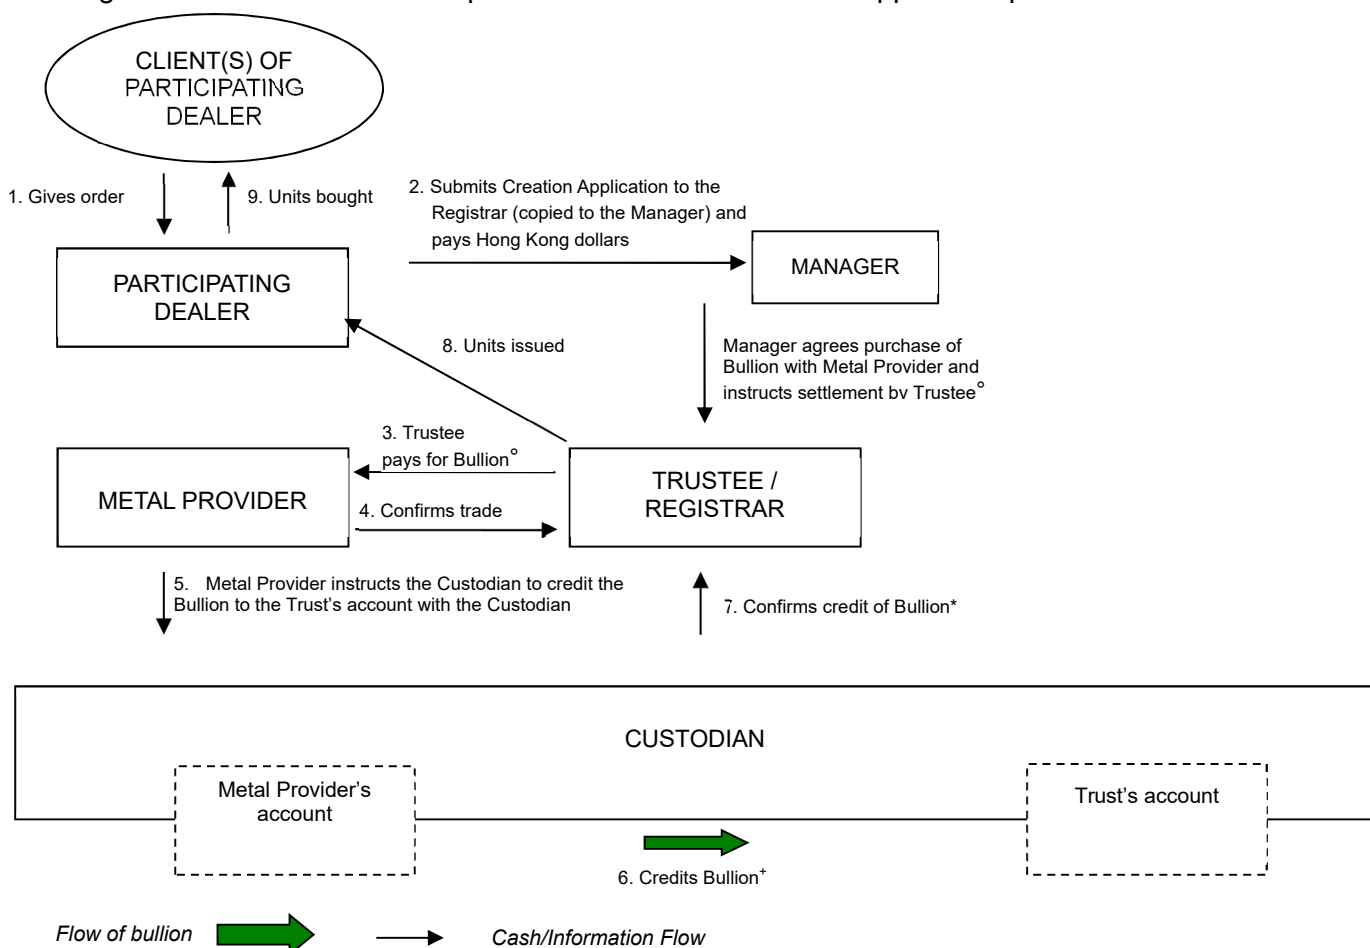 CLIENT(S) OF
PARTICIPATING
DEALER
1. Gives order
9. Units bought
2. Submits Creation Application to the
Registrar (copied to the Manager) and
pays Hong Kong dollars
PARTICIPATING
DEALER
MANAGER
8. Units issued
Manager agrees purchase of
Bullion with Metal Provider and
instructs settlement by Trustee°
3. Trustee
pays for Bullion°
METAL PROVIDER
4. Confirms trade
TRUSTEE /
REGISTRAR
5. Metal Provider instructs the Custodian to credit the
Bullion to the Trust's account with the Custodian
7. Confirms credit of Bullion*
CUSTODIAN
Metal Provider's
account
Trust's account
6. Credits Bullion+
Flow of bullion
Cash/Information Flow